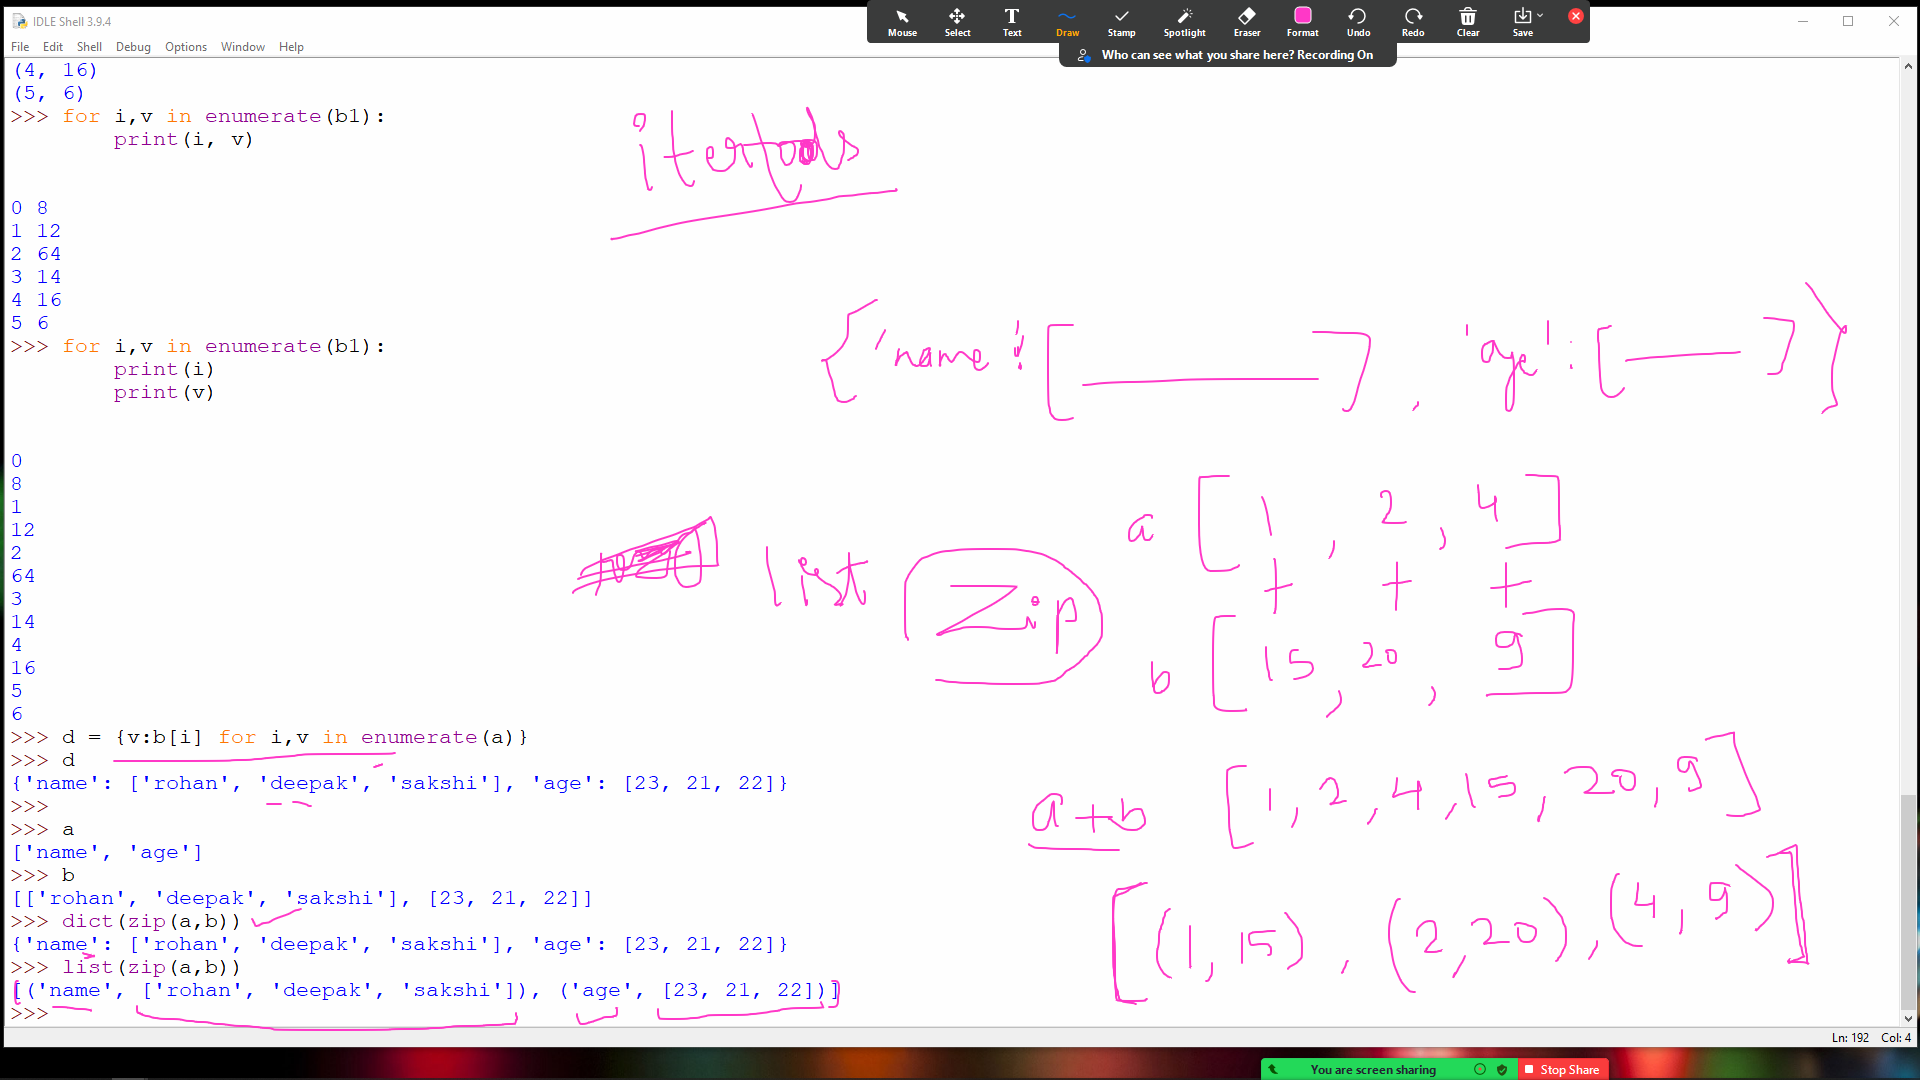 IDLE Shell 3.9.4
Mouse Select Text Draw Stamp Spotlight Eraser Format Undo Redo Clear Save
File Edit Shell Debug Options Window Help
Who can see what you share here? Recording On
(4, 16)
(5, 6)
>>> for i,v in enumerate(b1):
        print(i, v)
0 8
1 12
2 64
3 14
4 16
5 6
>>> for i,v in enumerate(b1):
        print(i)
        print(v)
0
8
1
12
2
64
3
14
4
16
5
6
>>> d = {v:b[i] for i,v in enumerate(a)}
>>> d
{'name': ['rohan', 'deepak', 'sakshi'], 'age': [23, 21, 22]}
>>>
>>> a
['name', 'age']
>>> b
[['rohan', 'deepak', 'sakshi'], [23, 21, 22]]
>>> dict(zip(a,b))
{'name': ['rohan', 'deepak', 'sakshi'], 'age': [23, 21, 22]}
>>> list(zip(a,b))
[('name', ['rohan', 'deepak', 'sakshi']), ('age', [23, 21, 22])]
>>>
itertools
{'name': [ ], 'age': [ ]}
list Zip
a [1, 2, 4]
+ + +
b [15, 20, 9]
a+b [1, 2, 4, 15, 20, 9]
[(1, 15), (2, 20), (4, 9)]
Ln: 192 Col: 4
You are screen sharing Stop Share